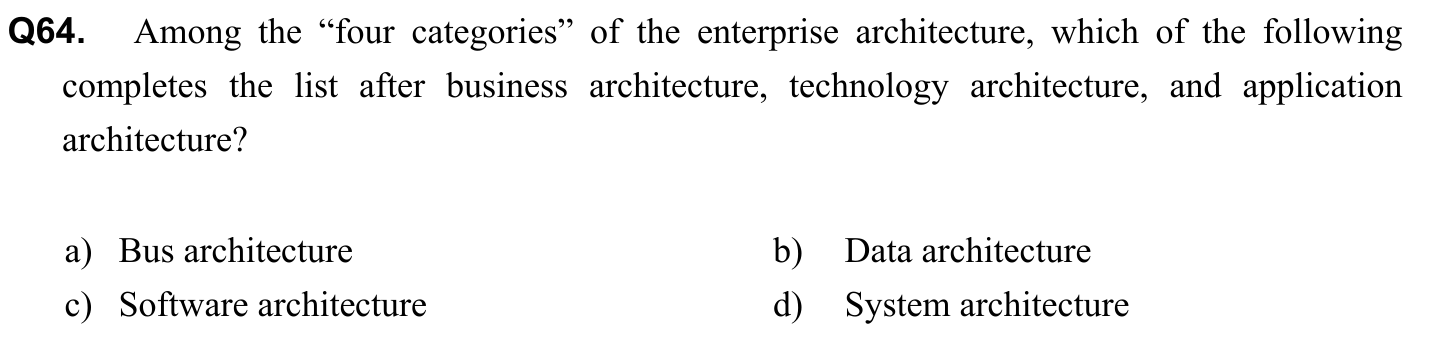 Q64. Among the “four categories” of the enterprise architecture, which of the following
completes the list after business architecture, technology architecture, and application
architecture?
a) Bus architecture b) Data architecture
c) Software architecture d) System architecture